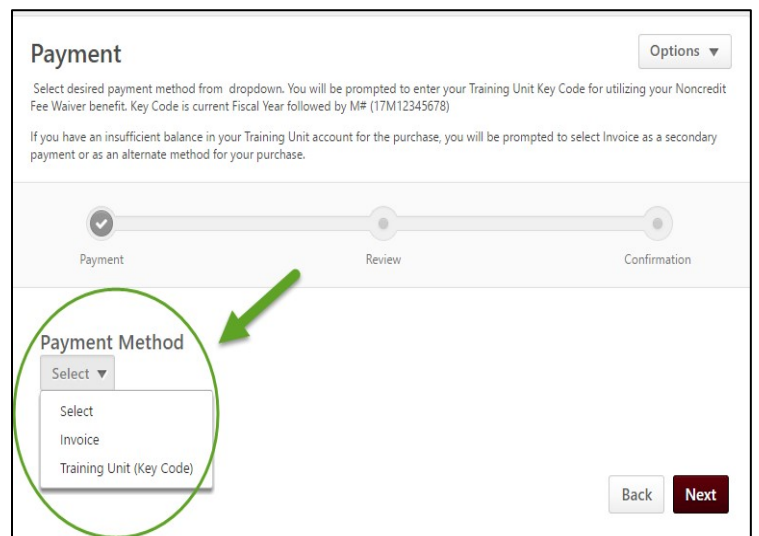 Payment
Options
Select desired payment method from dropdown. You will be prompted to enter your Training Unit Key Code for utilizing your Noncredit
Fee Waiver benefit. Key Code is current Fiscal Year followed by M# (17M12345678)
If you have an insufficient balance in your Training Unit account for the purchase, you will be prompted to select Invoice as a secondary
payment or as an alternate method for your purchase.
Payment
Review
Confirmation
Payment Method
Select
Select
Invoice
Training Unit (Key Code)
Back
Next